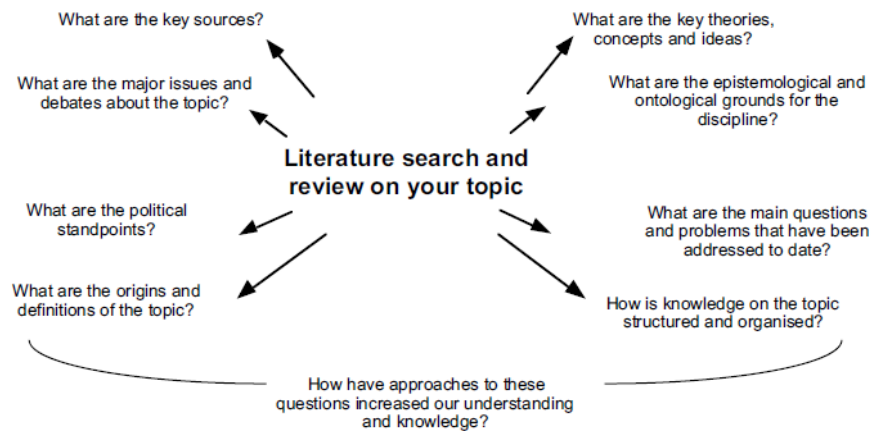 What are the key sources?
What are the key theories,
concepts and ideas?
What are the major issues and
debates about the topic?
What are the epistemological and
ontological grounds for the
discipline?
Literature search and
review on your topic
What are the political
standpoints?
What are the main questions
and problems that have been
addressed to date?
What are the origins and
definitions of the topic?
How is knowledge on the topic
structured and organised?
How have approaches to these
questions increased our understanding
and knowledge?